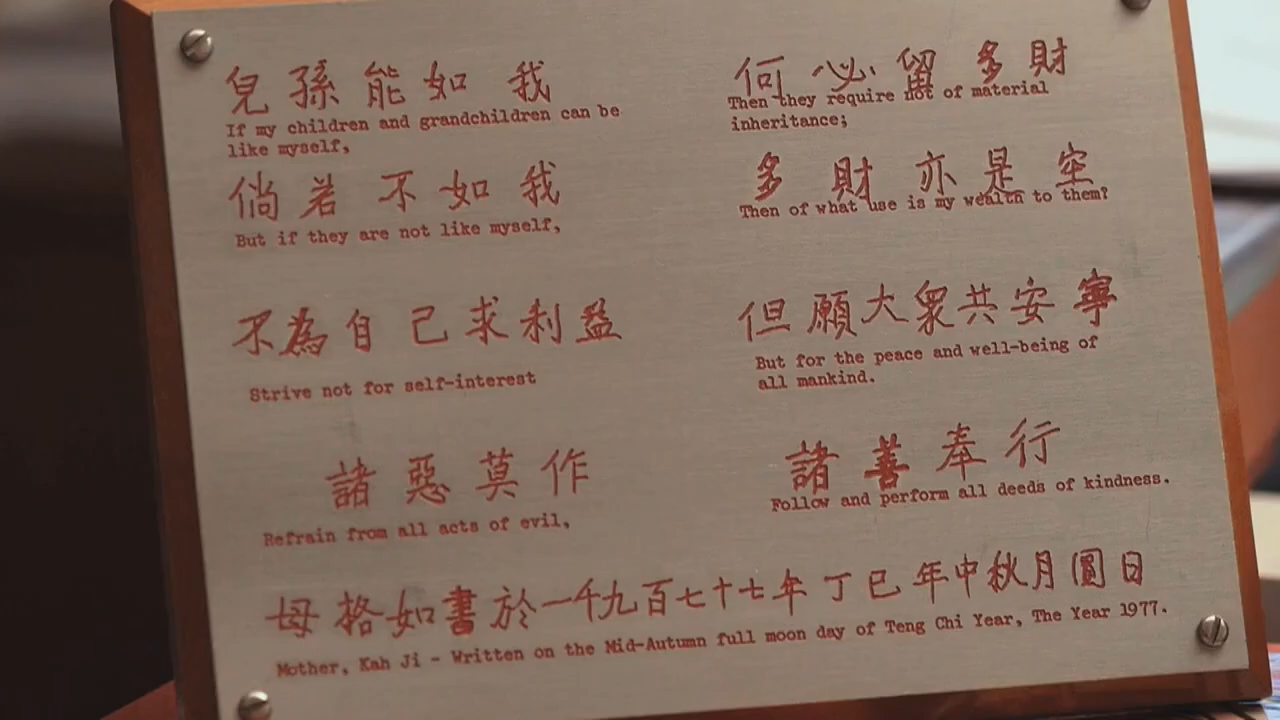 兒孫能如我
If my children and grandchildren can be
like myself,
何必留多財
Then they require not of material
inheritance;
倘若不如我
But if they are not like myself,
多財亦是空
Then of what use is my wealth to them?
不為自己求利益
Strive not for self-interest
但願大眾共安寧
But for the peace and well-being of
all mankind.
諸惡莫作
Refrain from all acts of evil,
諸善奉行
Follow and perform all deeds of kindness.
母格如書於一千九百七十七年丁巳年中秋月圓日
Mother, Kah Ji - Written on the Mid-Autumn full moon day of Teng Chi Year, The Year 1977.